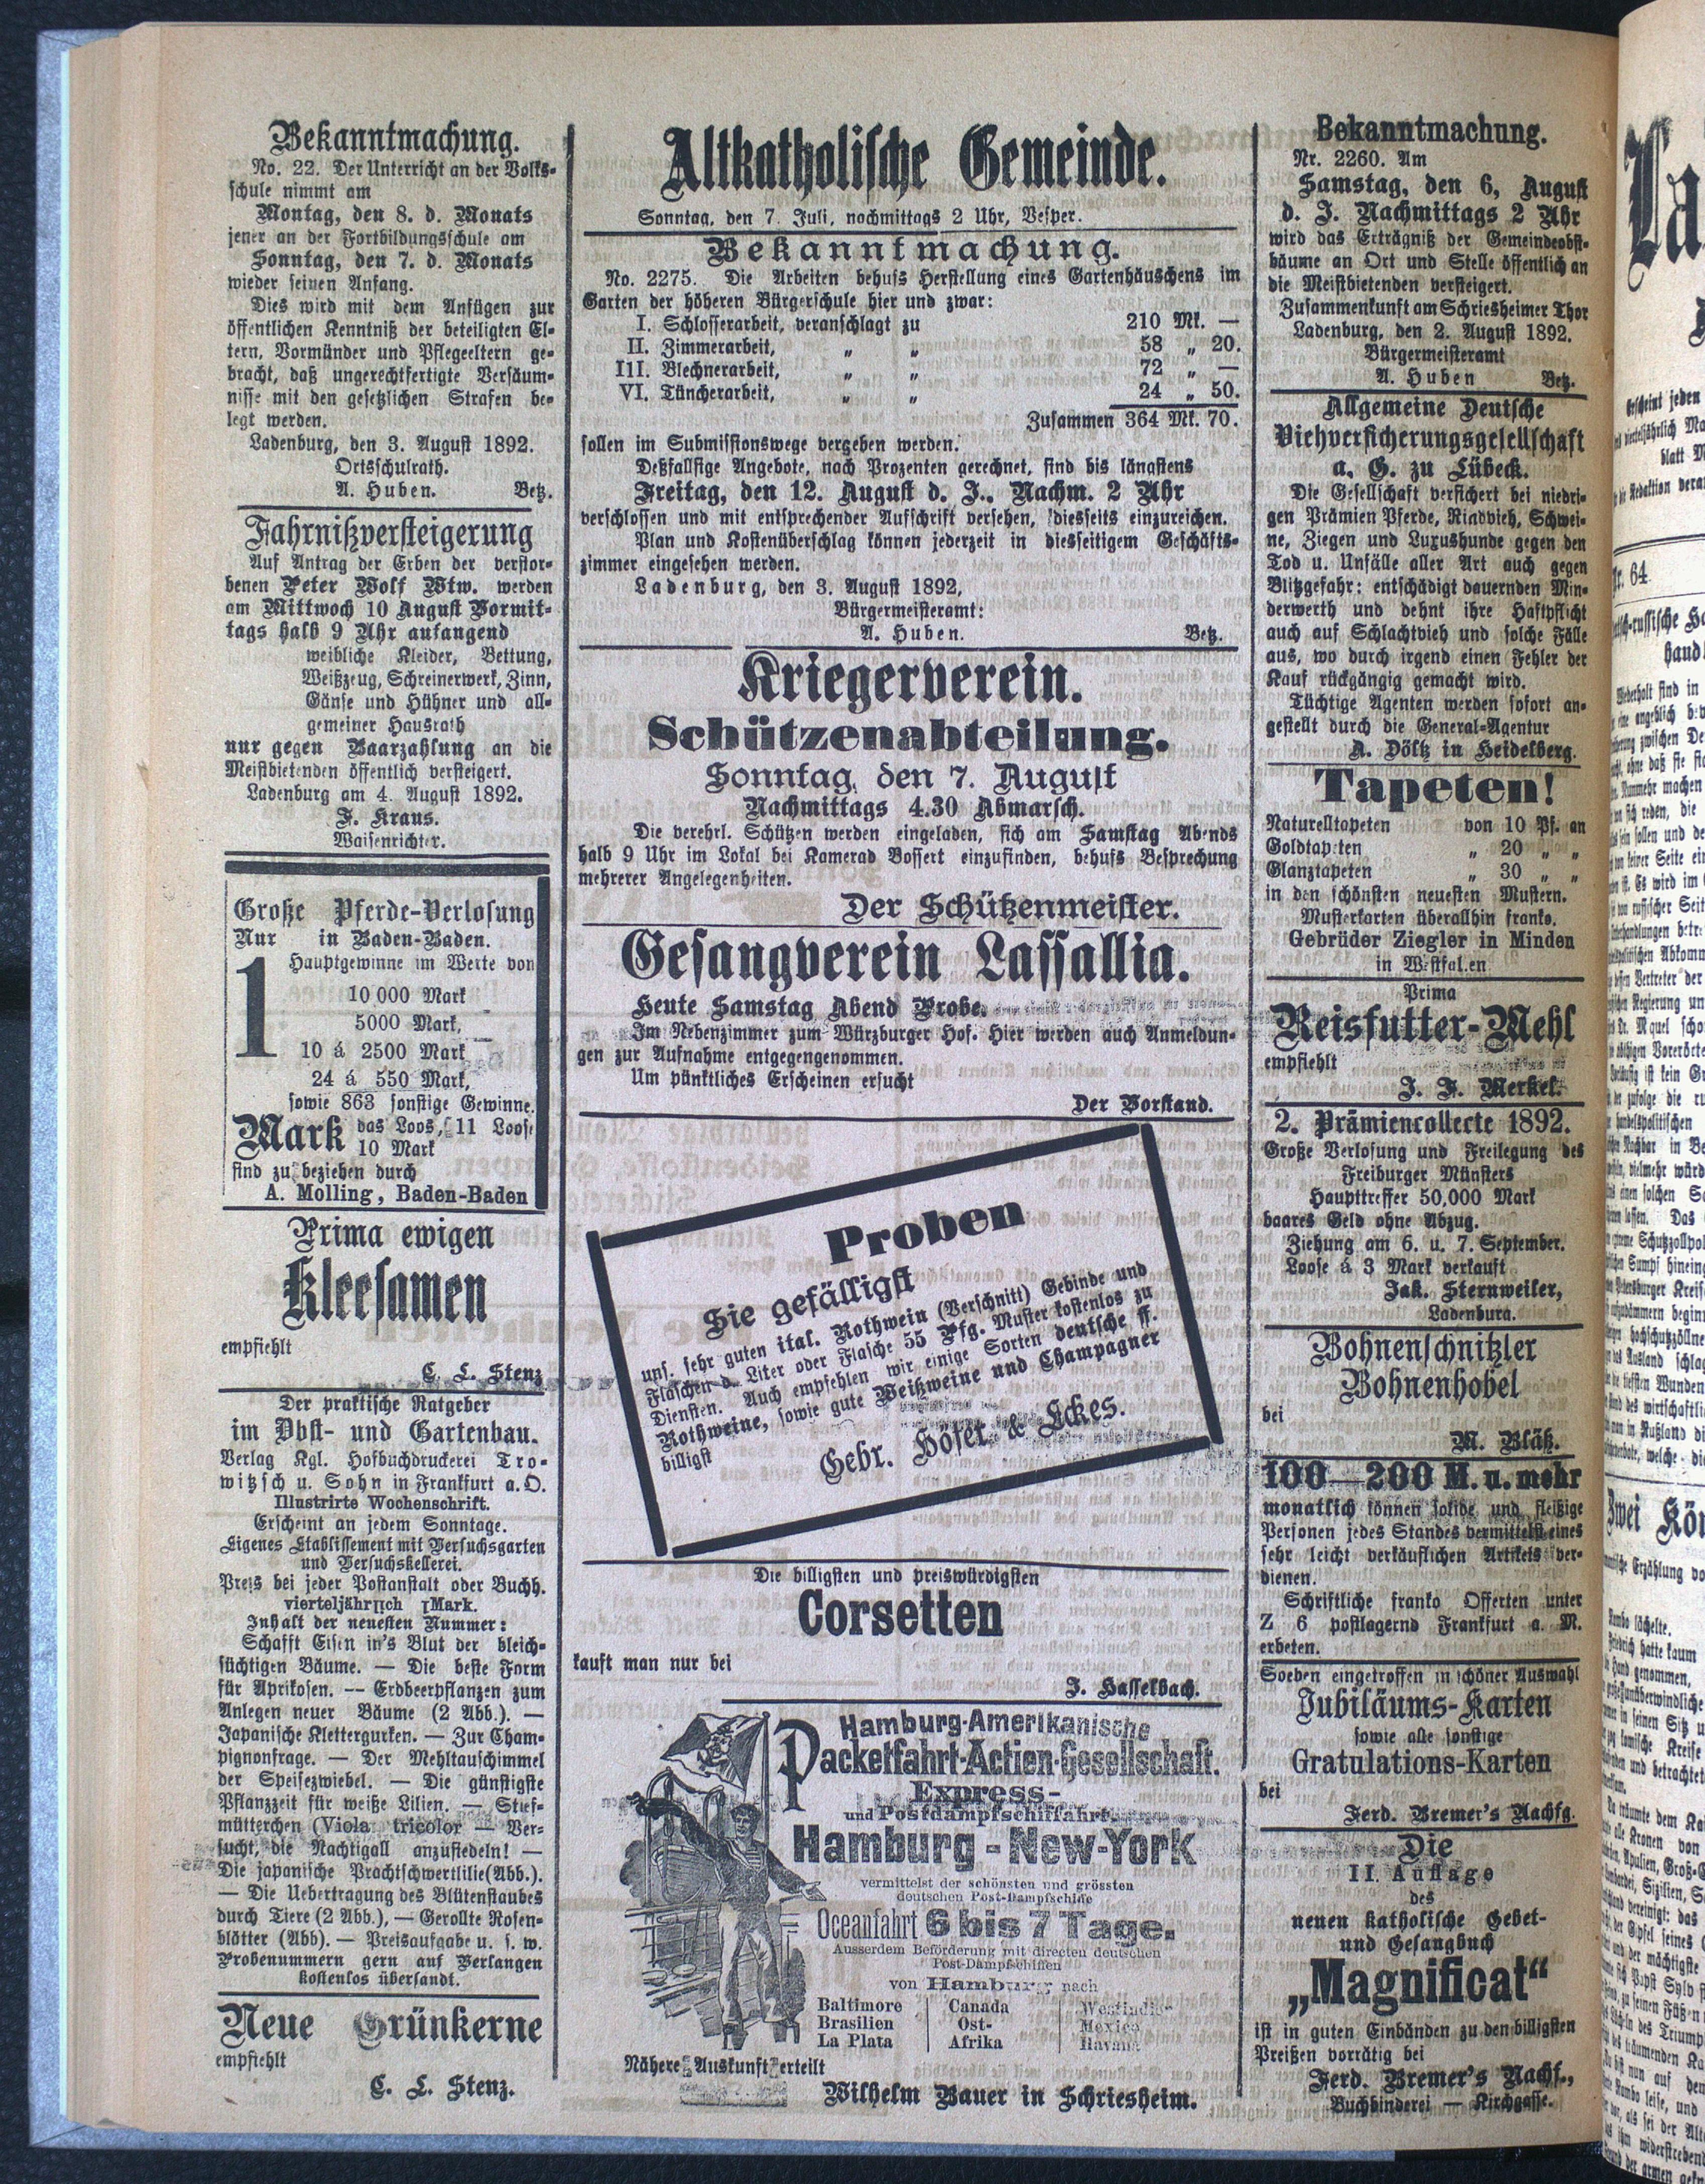 Bekanntmachung.
No. 22. Der Unterricht an der Volks-
schule nimmt am
Montag, den 8. d. Monats
jener an der Fortbildungsschule am
Sonntag, den 7. d. Monats
wieder seinen Anfang.
Dies wird mit dem Anfügen zur
öffentlichen Kenntniß der beteiligten El-
tern, Vormünder und Pflegeeltern ge-
bracht, daß ungerechtfertigte Versäum-
nisse mit den gesetzlichen Strafen be-
legt werden.
Ladenburg, den 3. August 1892.
Ortsschulrath.
A. Huben. Betz.
Fahrnißversteigerung
Auf Antrag der Erben der verstor-
benen Peter Wolf Wtw. werden
am Mittwoch 10 August Vormit-
tags halb 9 Uhr anfangend
weibliche Kleider, Bettung,
Weißzeug, Schreinerwerk, Zinn,
Gänse und Hühner und all-
gemeiner Hausrath
nur gegen Baarzahlung an die
Meistbietenden öffentlich versteigert.
Ladenburg am 4. August 1892.
J. Kraus.
Waisenrichter.
Große Pferde-Verlosung
Nur in Baden-Baden.
Hauptgewinne im Werte von
1
10 000 Mark
5000 Mark,
10 á 2500 Mark
24 á 550 Mark,
sowie 863 sonstige Gewinne.
Mark das Loos, 11 Loose
10 Mark
sind zu beziehen durch
A. Molling, Baden-Baden
Prima ewigen
Kleesamen
empfiehlt
C. L. Stenz
Der praktische Ratgeber
im Obst- und Gartenbau.
Verlag Kgl. Hofbuchdruckerei Tro-
witzsch u. Sohn in Frankfurt a. O.
Illustrirte Wochenschrift.
Erscheint an jedem Sonntage.
Eigenes Etablissement mit Versuchsgarten
und Versuchskellerei.
Preis bei jeder Postanstalt oder Buchh.
vierteljährlich 1 Mark.
Inhalt der neuesten Nummer:
Schafft Eisen in's Blut der bleich-
süchtigen Bäume. — Die beste Form
für Aprikosen. -- Erdbeerpflanzen zum
Anlegen neuer Bäume (2 Abb.). —
Japanische Klettergurken. — Zur Cham-
pignonfrage. — Der Mehltauschimmel
der Speisezwiebel. — Die günstigste
Pflanzzeit für weiße Lilien. — Stief-
mütterchen (Viola tricolor — Ver-
sucht, die Nachtigall anzusiedeln! —
Die japanische Prachtschwertlilie (Abb.).
— Die Uebertragung des Blütenstaubes
durch Tiere (2 Abb.), — Gerollte Rosen-
blätter (Abb). — Preisaufgabe u. s. w.
Probenummern gern auf Verlangen
kostenlos übersandt.
Neue Grünkerne
empfiehlt
C. L. Stenz.
Altkatholische Gemeinde.
Sonntag, den 7. Juli, nachmittags 2 Uhr, Vesper.
Bekanntmachung.
No. 2275. Die Arbeiten behufs Herstellung eines Gartenhäuschens im
Garten der höheren Bürgerschule hier und zwar:
I. Schlosserarbeit, veranschlagt zu 210 Mk. —
II. Zimmerarbeit, „ „ 58 „ 20.
III. Blechnerarbeit, „ „ 72 „ —
VI. Tüncherarbeit, „ „ 24 „ 50.
Zusammen 364 Mk. 70.
sollen im Submissionswege vergeben werden.
Deßfallsige Angebote, nach Prozenten gerechnet, sind bis längstens
Freitag, den 12. August d. J., Nachm. 2 Uhr
verschlossen und mit entsprechender Aufschrift versehen, diesseits einzureichen.
Plan und Kostenüberschlag können jederzeit in diesseitigem Geschäfts-
zimmer eingesehen werden.
Ladenburg, den 3. August 1892.
Bürgermeisteramt:
A. Huben. Betz.
Kriegerverein.
Schützenabteilung.
Sonntag, den 7. August
Nachmittags 4.30 Abmarsch.
Die verehrl. Schützen werden eingeladen, sich am Samstag Abends
halb 9 Uhr im Lokal bei Kamerad Bossert einzufinden, behufs Besprechung
mehrerer Angelegenheiten.
Der Schützenmeister.
Gesangverein Lassallia.
Heute Samstag Abend Probe.
Im Nebenzimmer zum Würzburger Hof. Hier werden auch Anmeldun-
gen zur Aufnahme entgegengenommen.
Um pünktliches Erscheinen ersucht
Der Vorstand.
Proben
Sie gefälligst
uns. sehr guten ital. Rothwein (Verschnitt) Gebinde und
Flaschen d. Liter oder Flasche 55 Pfg. Muster kostenlos zu
Diensten. Auch empfehlen wir einige Sorten deutsche ff.
Rothweine, sowie gute Weißweine und Champagner
billigst
Gebr. Höfer & Eckes.
Die billigsten und preiswürdigsten
Corsetten
kauft man nur bei
J. Hasselbach.
Hamburg-Amerikanische
Packetfahrt-Actien-Gesellschaft.
Express-
und Postdampfschifffahrt
Hamburg - New-York
vermittelst der schönsten und grössten
deutschen Post-Dampfschiffe
Oceanfahrt 6 bis 7 Tage.
Ausserdem Beförderung mit directen deutschen
Post-Dampfschiffen
von Hamburg nach
Baltimore Canada Westindien
Brasilien Ost- Mexico
La Plata Afrika Havana
Nähere Auskunft erteilt
Wilhelm Bauer in Schriesheim.
Bekanntmachung.
Nr. 2260. Am
Samstag, den 6, August
d. J. Nachmittags 2 Uhr
wird das Erträgniß der Gemeindeobst-
bäume an Ort und Stelle öffentlich an
die Meistbietenden versteigert.
Zusammenkunft am Schriesheimer Thor
Ladenburg, den 2. August 1892.
Bürgermeisteramt
A. Huben Betz.
Allgemeine Deutsche
Viehversicherungsgesellschaft
a. G. zu Lübeck.
Die Gesellschaft versichert bei niedri-
gen Prämien Pferde, Rindvieh, Schwei-
ne, Ziegen und Luxushunde gegen den
Tod u. Unfälle aller Art auch gegen
Blitzgefahr: entschädigt dauernden Min-
derwerth und dehnt ihre Haftpflicht
auch auf Schlachtvieh und solche Fälle
aus, wo durch irgend einen Fehler der
Kauf rückgängig gemacht wird.
Tüchtige Agenten werden sofort an-
gestellt durch die General-Agentur
A. Döltz in Heidelberg.
Tapeten!
Naturelltapeten von 10 Pf. an
Goldtapeten „ 20 „ „
Glanztapeten „ 30 „ „
in den schönsten neuesten Mustern.
Musterkarten überallhin franko.
Gebrüder Ziegler in Minden
in Westfalen
Prima
Reisfutter-Mehl
empfiehlt
J. F. Merkel.
2. Prämiencollecte 1892.
Große Verlosung und Freilegung des
Freiburger Münsters
Haupttreffer 50,000 Mark
baares Geld ohne Abzug.
Ziehung am 6. u. 7. September.
Loose á 3 Mark verkauft
Jak. Sternweiler,
Ladenburg.
Bohnenschnitzler
Bohnenhobel
bei
M. Bläß.
100—200 M. u. mehr
monatlich können solide und fleißige
Personen jedes Standes vermittelst eines
sehr leicht verkäuflichen Artikels ver-
dienen.
Schriftliche franko Offerten unter
Z 6 postlagernd Frankfurt a. M.
erbeten.
Soeben eingetroffen in schöner Auswahl
Jubiläums-Karten
sowie alle sonstige
Gratulations-Karten
bei
Ferd. Bremer's Nachfg.
Die
II. Auflage
des
neuen katholische Gebet-
und Gesangbuch
„Magnificat“
ist in guten Einbänden zu den billigsten
Preißen vorrätig bei
Ferd. Bremer's Nachf.,
Buchbinderei — Kirchgasse.